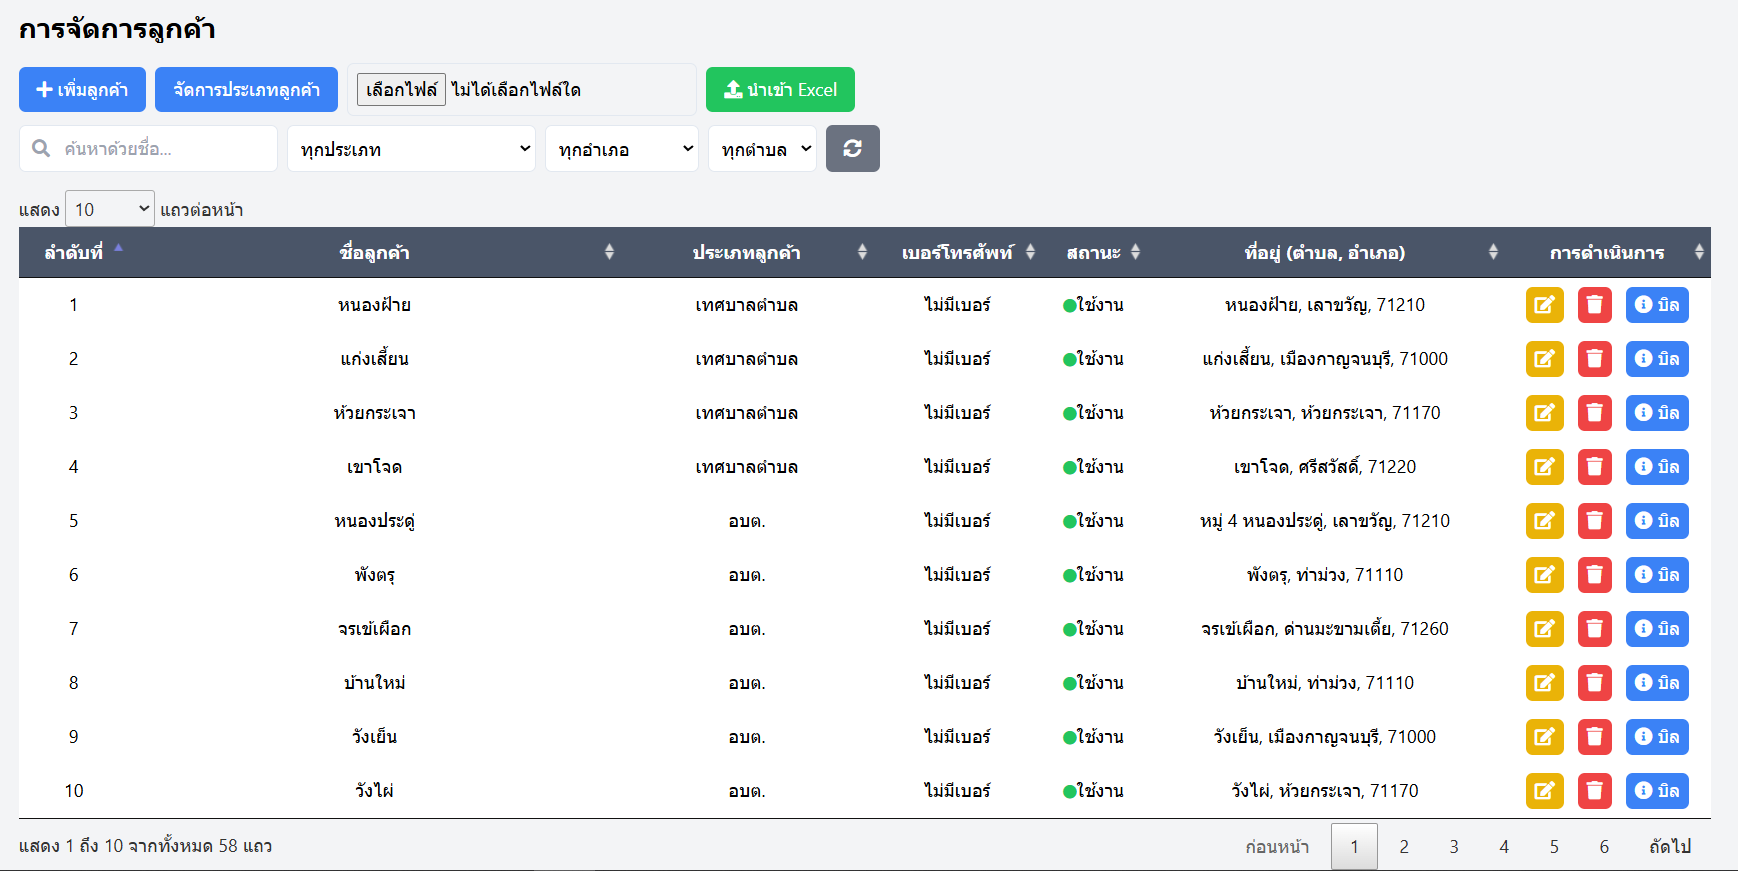 การจัดการลูกค้า
เพิ่มลูกค้า จัดการประเภทลูกค้า เลือกไฟล์ ไม่ได้เลือกไฟล์ใด นำเข้า Excel
ค้นหาด้วยชื่อ... ทุกประเภท ทุกอำเภอ ทุกตำบล
แสดง 10 แถวต่อหน้า
ลำดับที่ ชื่อลูกค้า ประเภทลูกค้า เบอร์โทรศัพท์ สถานะ ที่อยู่ (ตำบล, อำเภอ) การดำเนินการ
1 หนองฝ้าย เทศบาลตำบล ไม่มีเบอร์ ใช้งาน หนองฝ้าย, เลาขวัญ, 71210 บิล
2 แก่งเสี้ยน เทศบาลตำบล ไม่มีเบอร์ ใช้งาน แก่งเสี้ยน, เมืองกาญจนบุรี, 71000 บิล
3 ห้วยกระเจา เทศบาลตำบล ไม่มีเบอร์ ใช้งาน ห้วยกระเจา, ห้วยกระเจา, 71170 บิล
4 เขาโจด เทศบาลตำบล ไม่มีเบอร์ ใช้งาน เขาโจด, ศรีสวัสดิ์, 71220 บิล
5 หนองประดู่ อบต. ไม่มีเบอร์ ใช้งาน หมู่ 4 หนองประดู่, เลาขวัญ, 71210 บิล
6 พังตรุ อบต. ไม่มีเบอร์ ใช้งาน พังตรุ, ท่าม่วง, 71110 บิล
7 จรเข้เผือก อบต. ไม่มีเบอร์ ใช้งาน จรเข้เผือก, ด่านมะขามเตี้ย, 71260 บิล
8 บ้านใหม่ อบต. ไม่มีเบอร์ ใช้งาน บ้านใหม่, ท่าม่วง, 71110 บิล
9 วังเย็น อบต. ไม่มีเบอร์ ใช้งาน วังเย็น, เมืองกาญจนบุรี, 71000 บิล
10 วังไผ่ อบต. ไม่มีเบอร์ ใช้งาน วังไผ่, ห้วยกระเจา, 71170 บิล
แสดง 1 ถึง 10 จากทั้งหมด 58 แถว ก่อนหน้า 1 2 3 4 5 6 ถัดไป